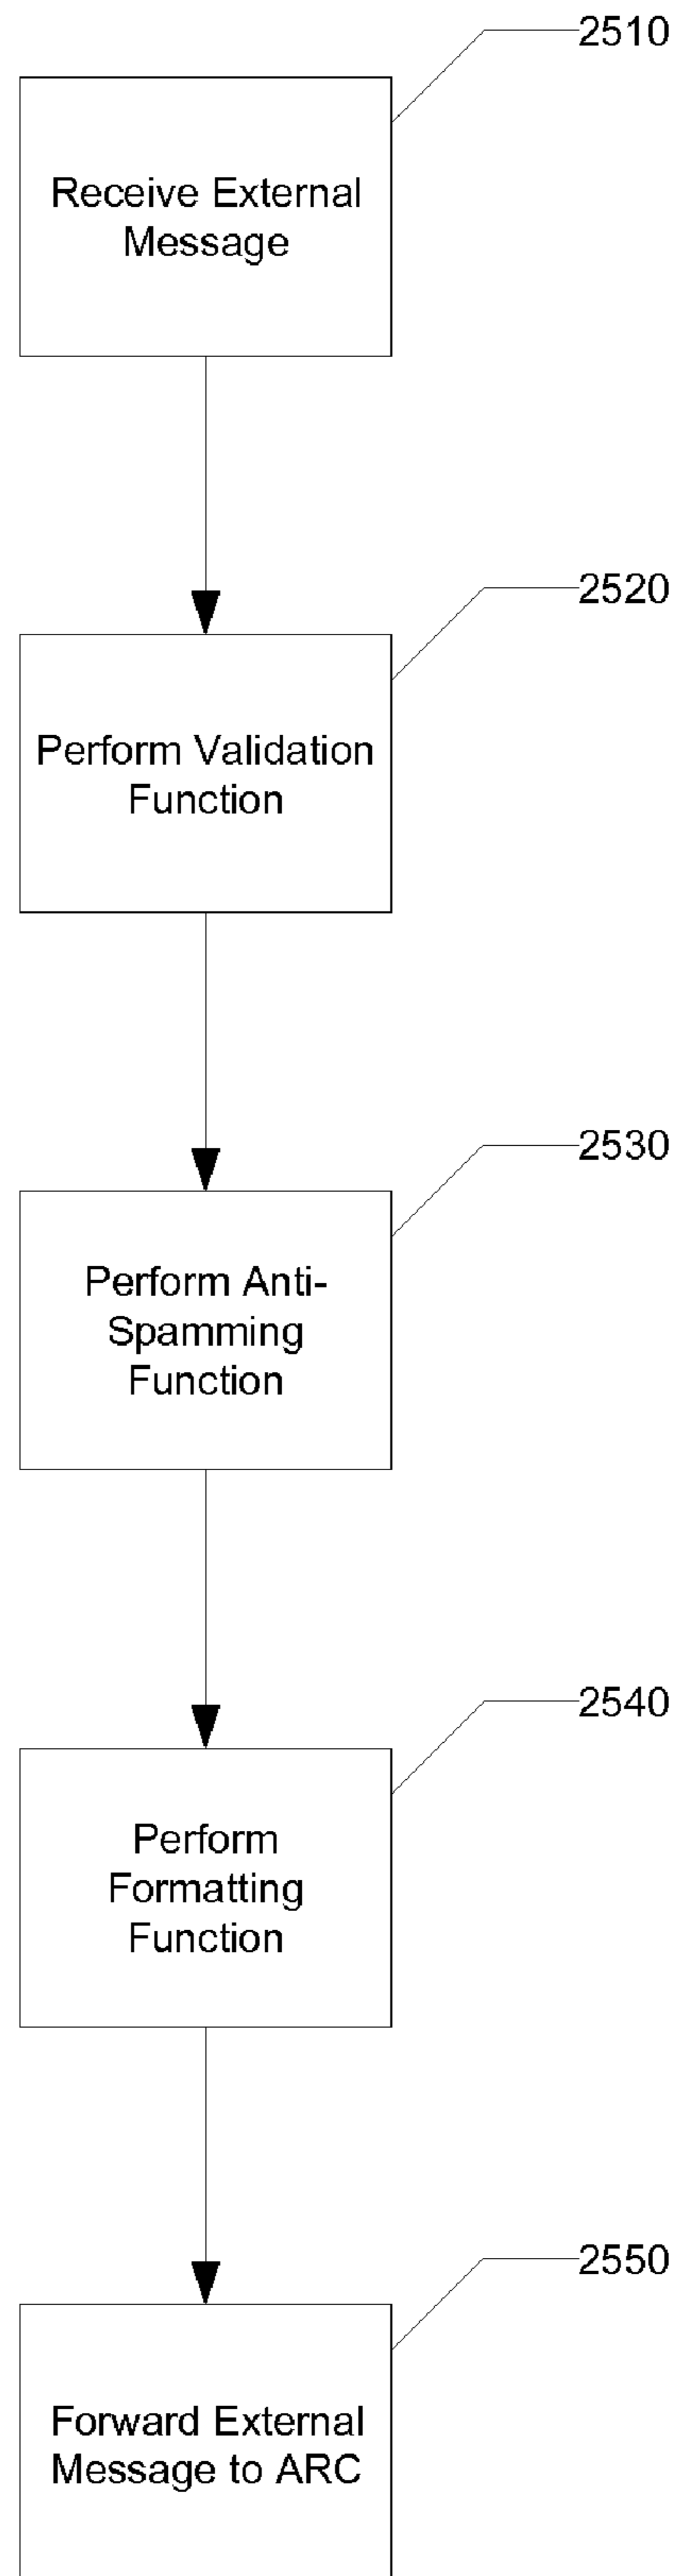 2510
Receive External
Message
2520
Perform Validation
Function
2530
Perform Anti-
Spamming
Function
2540
Perform
Formatting
Function
2550
Forward External
Message to ARC